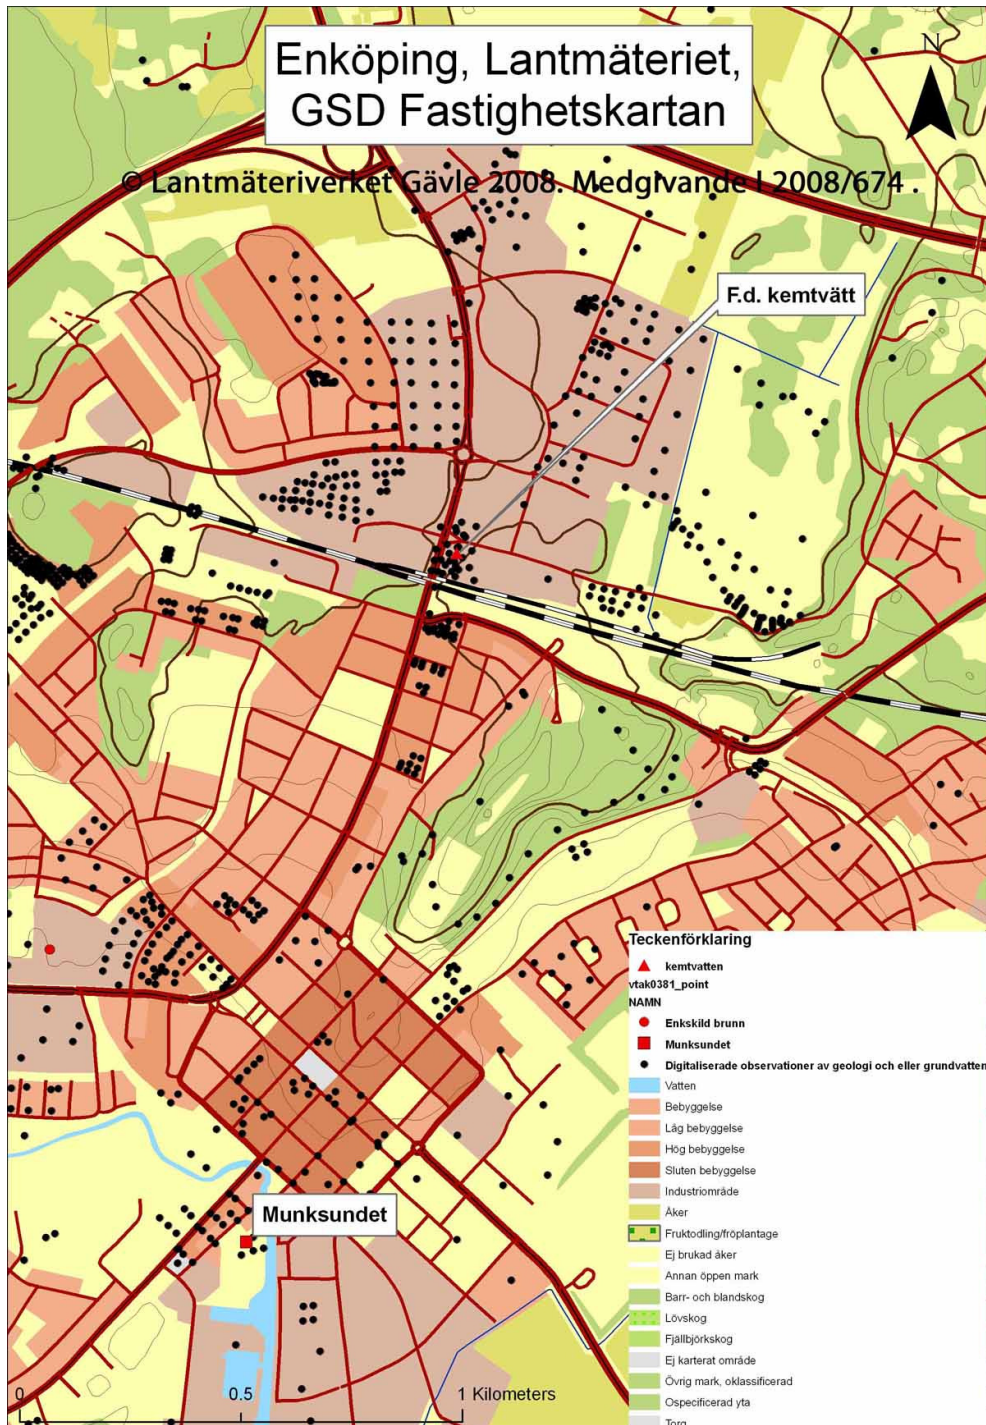 Enköping, Lantmäteriet,
GSD Fastighetskartan
N
© Lantmäteriverket Gävle 2008. Medgivande I 2008/674 .
F.d. kemtvätt
Munksundet
Teckenförklaring
kemtvatten
vtak0381_point
NAMN
Enkskild brunn
Munksundet
Digitaliserade observationer av geologi och eller grundvatten
Vatten
Bebyggelse
Låg bebyggelse
Hög bebyggelse
Sluten bebyggelse
Industriområde
Åker
Fruktodling/fröplantage
Ej brukad åker
Annan öppen mark
Barr- och blandskog
Lövskog
Fjällbjörkskog
Ej karterat område
Övrig mark, oklassificerad
Ospecificerad yta
Torg
0 0.5 1 Kilometers